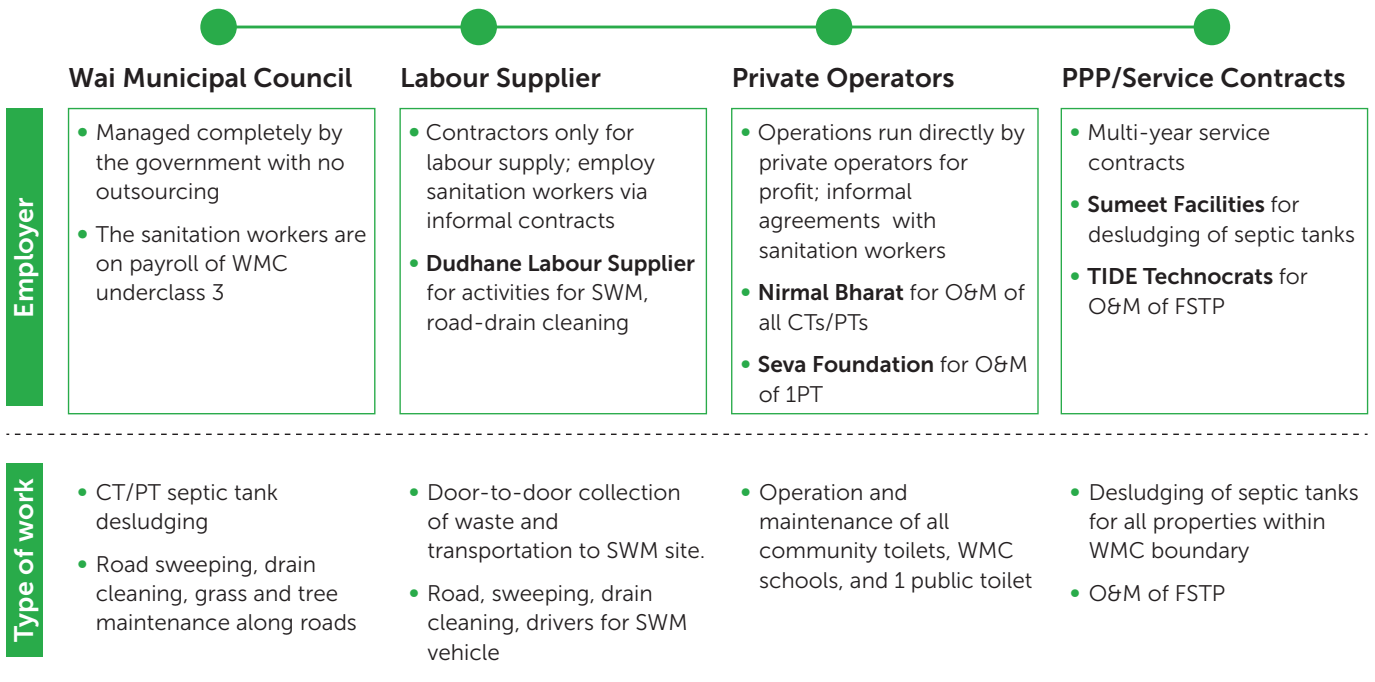 Wai Municipal Council
Labour Supplier
Private Operators
PPP/Service Contracts
Employer
• Managed completely by
the government with no
outsourcing
• The sanitation workers are
on payroll of WMC
underclass 3
• Contractors only for
labour supply; employ
sanitation workers via
informal contracts
• Dudhane Labour Supplier
for activities for SWM,
road-drain cleaning
• Operations run directly by
private operators for
profit; informal
agreements with
sanitation workers
• Nirmal Bharat for O&M of
all CTs/PTs
• Seva Foundation for O&M
of 1PT
• Multi-year service
contracts
• Sumeet Facilities for
desludging of septic tanks
• TIDE Technocrats for
O&M of FSTP
Type of work
• CT/PT septic tank
desludging
• Road sweeping, drain
cleaning, grass and tree
maintenance along roads
• Door-to-door collection
of waste and
transportation to SWM site.
• Road, sweeping, drain
cleaning, drivers for SWM
vehicle
• Operation and
maintenance of all
community toilets, WMC
schools, and 1 public toilet
• Desludging of septic tanks
for all properties within
WMC boundary
• O&M of FSTP